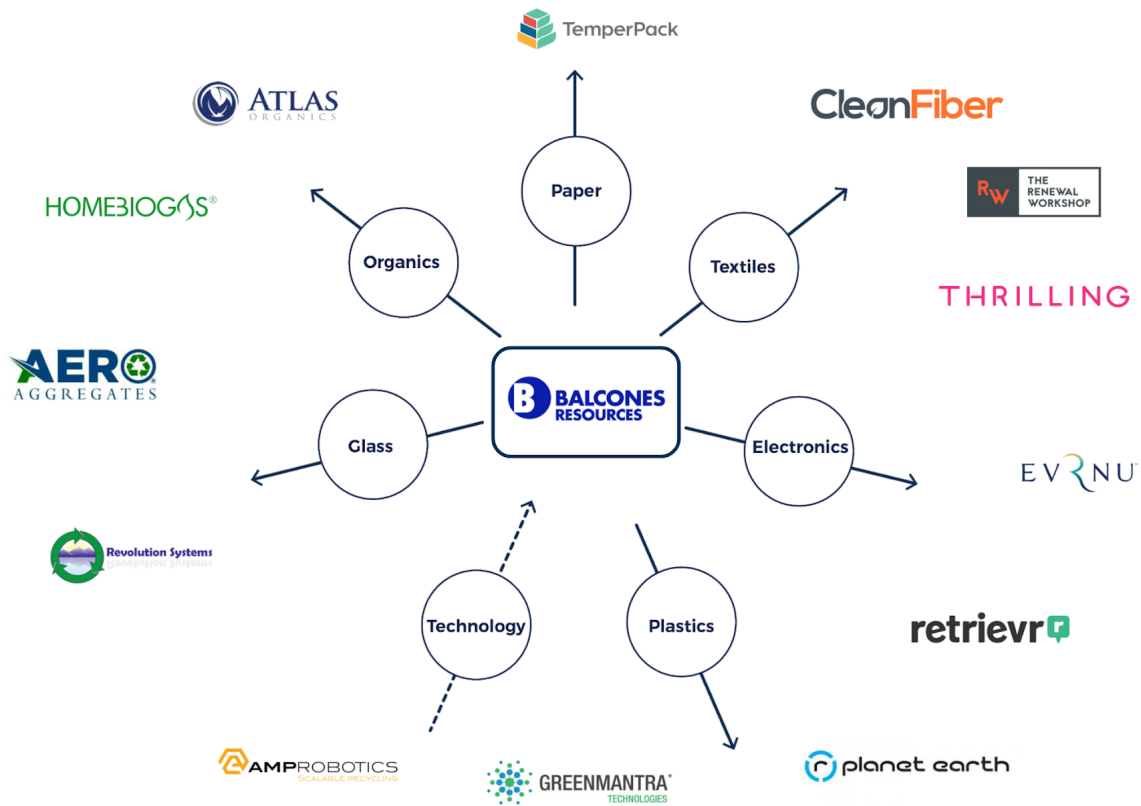 TemperPack
ATLAS
ORGANICS
CleanFiber
Paper
RW
THE
RENEWAL
WORKSHOP
HOMEBIOGAS®
Organics
Textiles
THRILLING
AERO®
AGGREGATES
B
BALCONES
RESOURCES
Glass
Electronics
EVRNU
Revolution Systems
Technology
Plastics
retrievr r
AMPROBOTICS
SCALABLE RECYCLING
GREENMANTRA®
TECHNOLOGIES
r planet earth